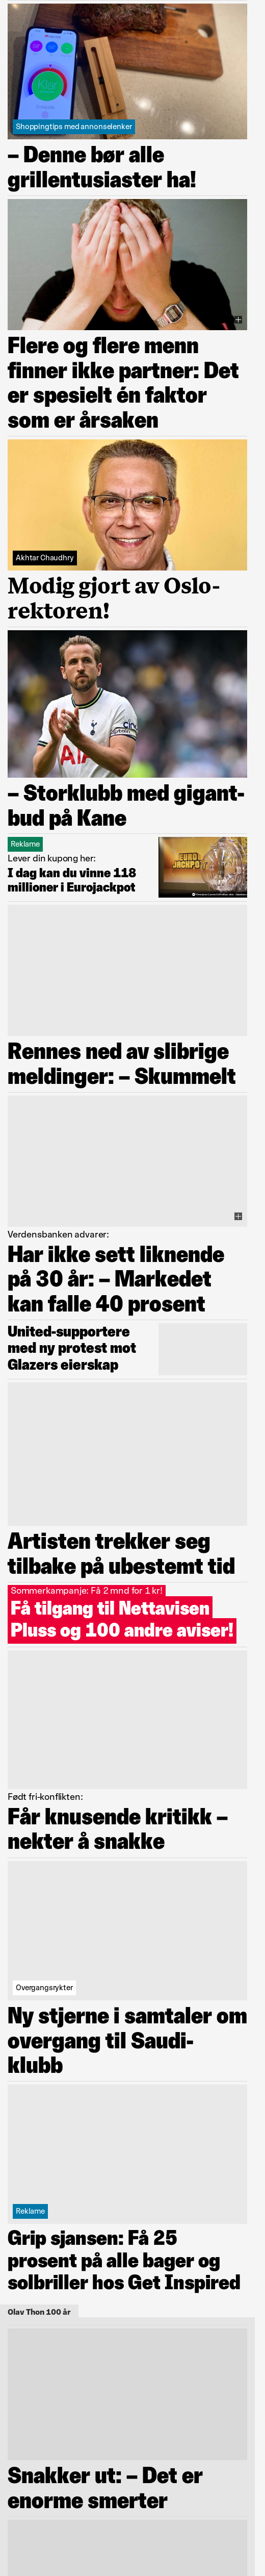 Klar
Shoppingtips med annonselenker
– Denne bør alle
grillentusiaster ha!
Flere og flere menn
finner ikke partner: Det
er spesielt én faktor
som er årsaken
Akhtar Chaudhry
Modig gjort av Oslo-
rektoren!
AIA
– Storklubb med gigant-
bud på Kane
Reklame
Lever din kupong her:
I dag kan du vinne 118
millioner i Eurojackpot
EURO
JACKPOT
Rennes ned av slibrige
meldinger: – Skummelt
Verdensbanken advarer:
Har ikke sett liknende
på 30 år: – Markedet
kan falle 40 prosent
United-supportere
med ny protest mot
Glazers eierskap
Artisten trekker seg
tilbake på ubestemt tid
Sommerkampanje: Få 2 mnd for 1 kr!
Få tilgang til Nettavisen
Pluss og 100 andre aviser!
Født fri-konflikten:
Får knusende kritikk –
nekter å snakke
Overgangsrykter
Ny stjerne i samtaler om
overgang til Saudi-
klubb
Reklame
Grip sjansen: Få 25
prosent på alle bager og
solbriller hos Get Inspired
Olav Thon 100 år
Snakker ut: – Det er
enorme smerter